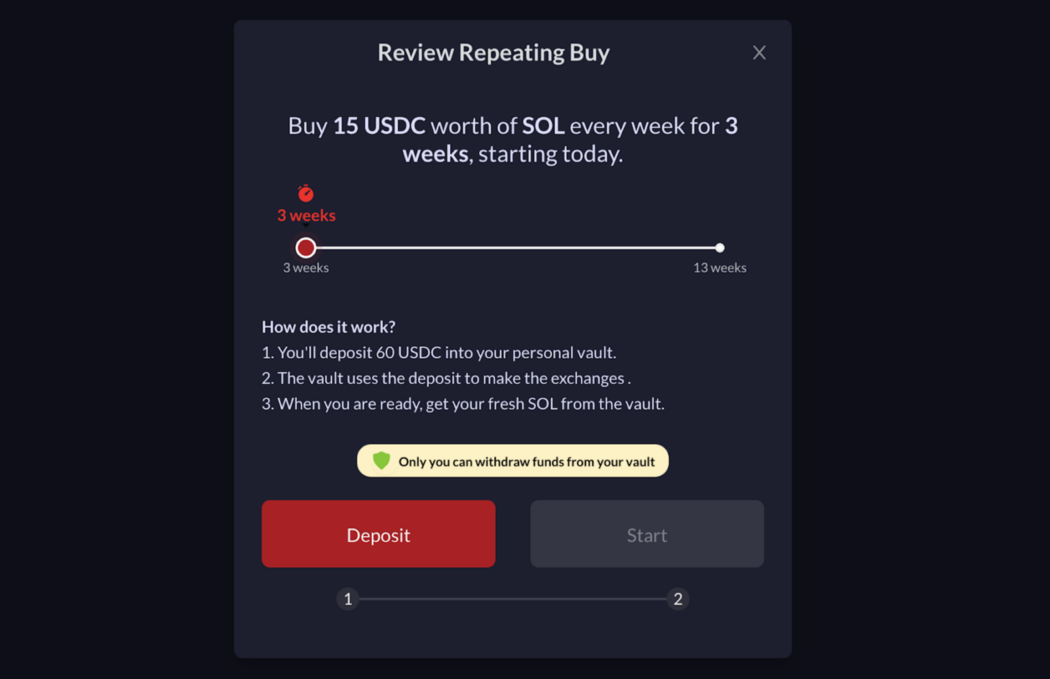 Review Repeating Buy
Buy 15 USDC worth of SOL every week for 3
weeks, starting today.
3 weeks
3 weeks
13 weeks
How does it work?
1. You'll deposit 60 USDC into your personal vault.
2. The vault uses the deposit to make the exchanges .
3. When you are ready, get your fresh SOL from the vault.
Only you can withdraw funds from your vault
Deposit
Start
1
2